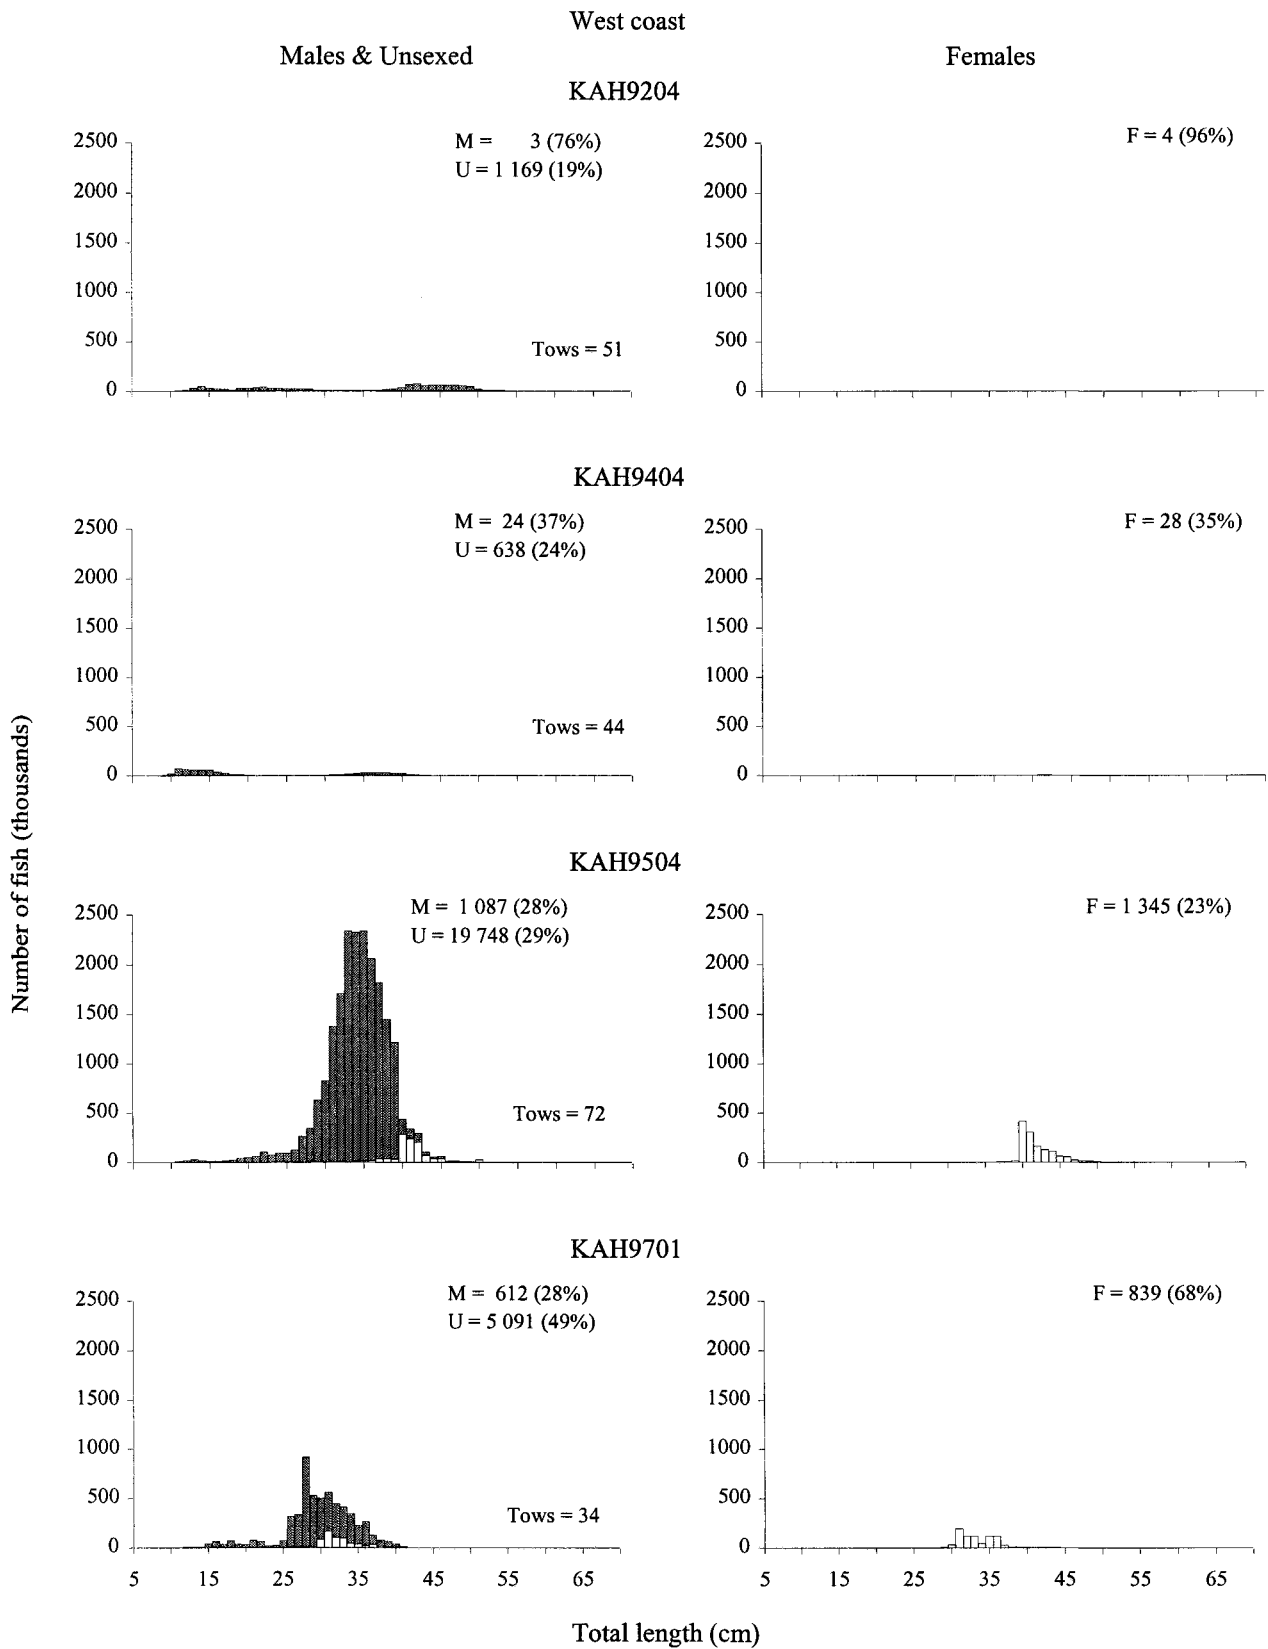 West coast
Males & Unsexed
Females
KAH9204
M = 3 (76%)
U = 1 169 (19%)
Tows = 51
2500
2000
1500
1000
500
0
F = 4 (96%)
2500
2000
1500
1000
500
0
KAH9404
M = 24 (37%)
U = 638 (24%)
Tows = 44
2500
2000
1500
1000
500
0
F = 28 (35%)
2500
2000
1500
1000
500
0
Number of fish (thousands)
KAH9504
M = 1 087 (28%)
U = 19 748 (29%)
Tows = 72
2500
2000
1500
1000
500
0
F = 1 345 (23%)
2500
2000
1500
1000
500
0
KAH9701
M = 612 (28%)
U = 5 091 (49%)
Tows = 34
2500
2000
1500
1000
500
0
F = 839 (68%)
2500
2000
1500
1000
500
0
5 15 25 35 45 55 65
5 15 25 35 45 55 65
Total length (cm)